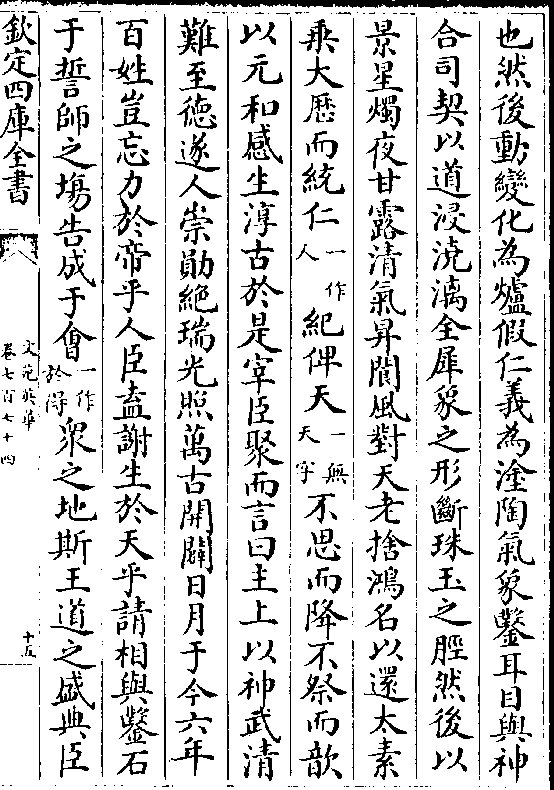 也然後動變化為爐假仁義為塗陶氣象鑿耳目與神
合司契以道浸澆漓全犀象之形斷珠玉之脛然後以
景星燭夜甘露清氣昇閬風對天老捨鴻名以還太素
乘大歷而統仁一作人紀俾天一無天字不思而降不祭而歆
以元和感生淳古於是宰臣聚而言曰主上以神武清
難至德遂人崇勛絕瑞光照萬古開闢日月于今六年
百姓豈忘力於帝乎人臣盍謝生於天乎請相與鑿石
于誓師之場告成于會一作於得衆之地斯王道之盛典臣
欽定四庫全書
文苑英華
卷七百七十四
十五